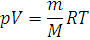 pV = m/M RT